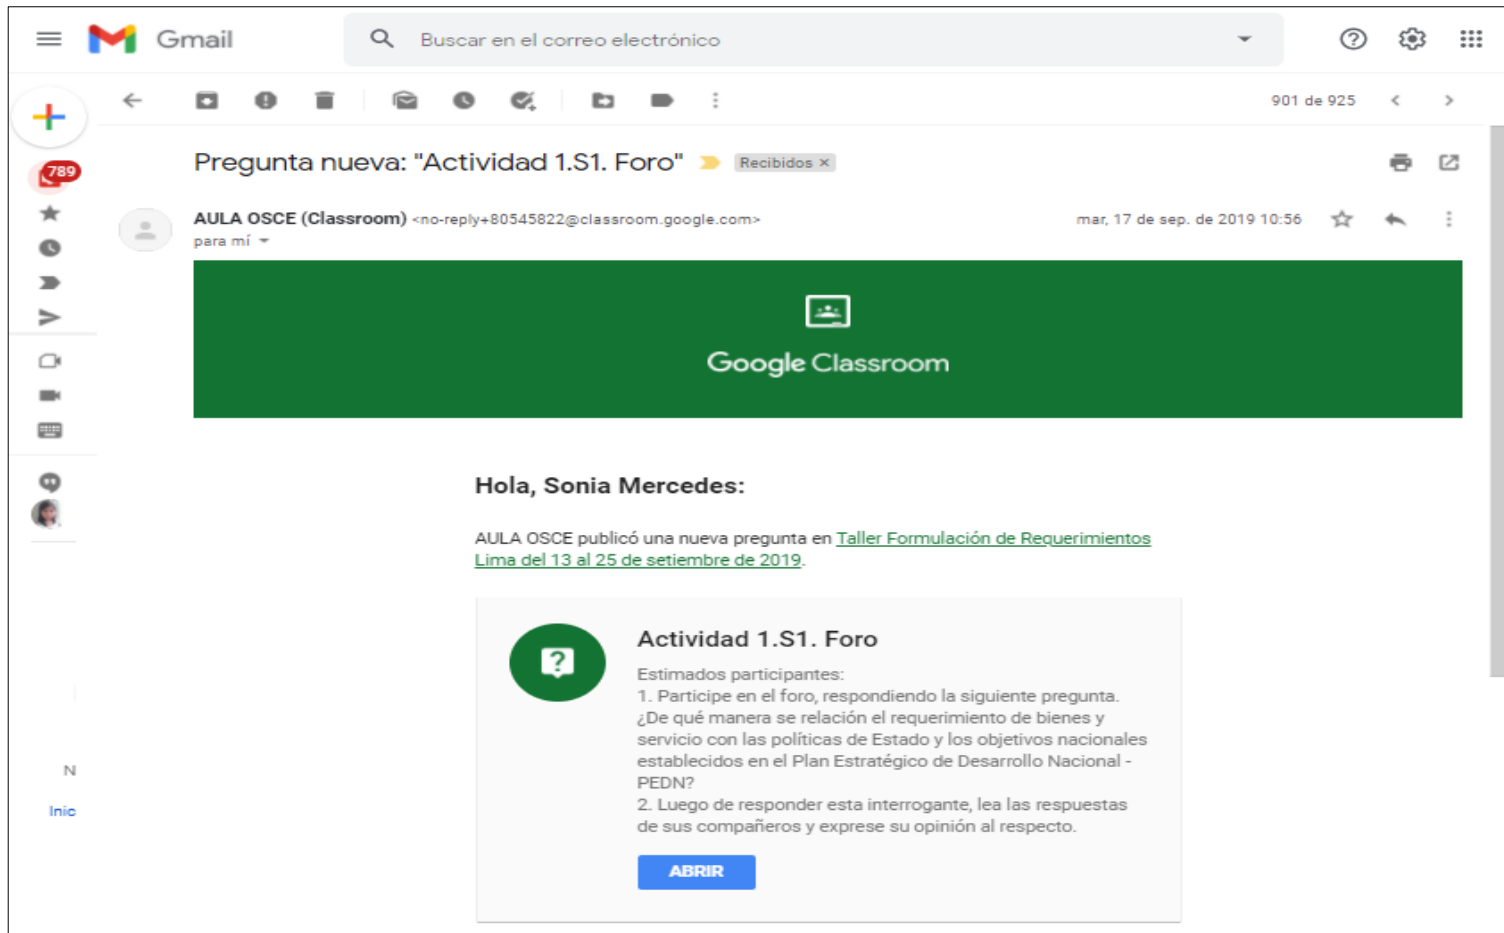 Gmail
Buscar en el correo electrónico
901 de 925
789
Pregunta nueva: "Actividad 1.S1. Foro"
Recibidos ×
AULA OSCE (Classroom) <no-reply+80545822@classroom.google.com>
mar, 17 de sep. de 2019 10:56
para mí
Google Classroom
Hola, Sonia Mercedes:
AULA OSCE publicó una nueva pregunta en Taller Formulación de Requerimientos
Lima del 13 al 25 de setiembre de 2019.
Actividad 1.S1. Foro
Estimados participantes:
1. Participe en el foro, respondiendo la siguiente pregunta.
¿De qué manera se relación el requerimiento de bienes y
servicio con las políticas de Estado y los objetivos nacionales
establecidos en el Plan Estratégico de Desarrollo Nacional -
PEDN?
2. Luego de responder esta interrogante, lea las respuestas
de sus compañeros y exprese su opinión al respecto.
ABRIR
N
Inic